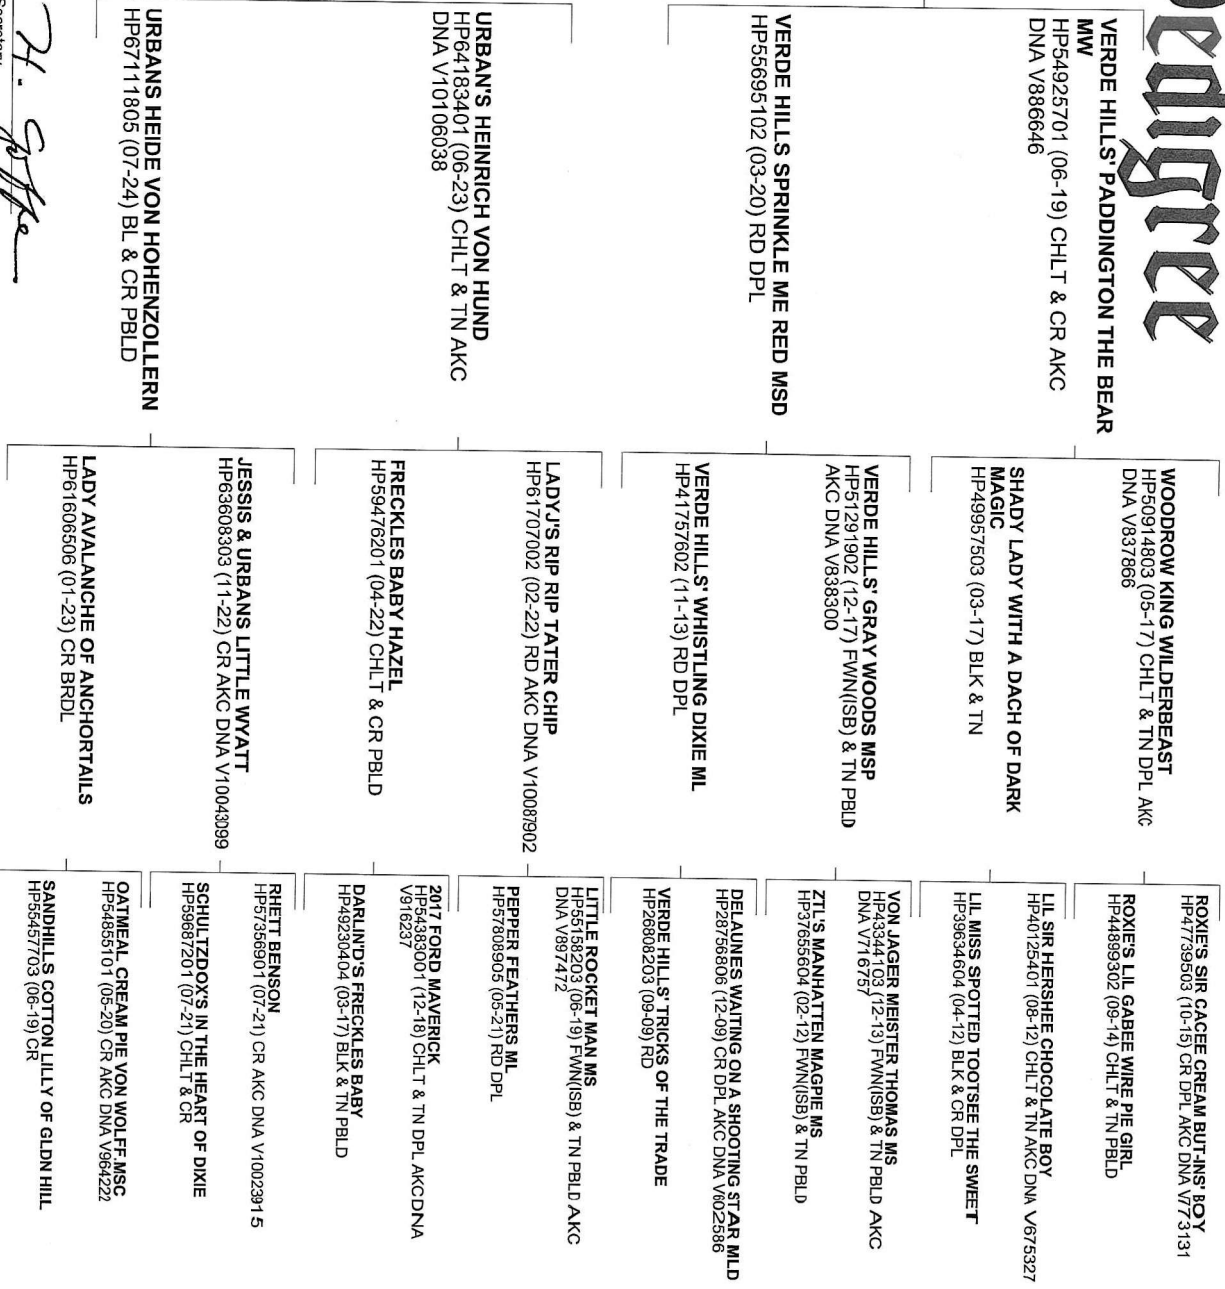 Pedigree
VERDE HILLS' PADDINGTON THE BEAR
MW
HP54925701 (06-19) CHLT & CR AKC
DNA V886646
VERDE HILLS SPRINKLE ME RED MSD
HP55695102 (03-20) RD DPL
URBAN'S HEINRICH VON HUND
HP64183401 (06-23) CHLT & TN AKC
DNA V10106038
URBANS HEIDE VON HOHENZOLLERN
HP67111805 (07-24) BL & CR PBLD
WOODROW KING WILDERBEAST
HP50914803 (05-17) CHLT & TN DPL AKC
DNA V837866
SHADY LADY WITH A DACH OF DARK
MAGIC
HP49957503 (03-17) BLK & TN
VERDE HILLS' GRAY WOODS MSP
HP51291902 (12-17) FWN(ISB) & TN PBLD
AKC DNA V838300
VERDE HILLS' WHISTLING DIXIE ML
HP41757602 (11-13) RD DPL
LADYJ'S RIP RIP TATER CHIP
HP61707002 (02-22) RD AKC DNA V10087902
FRECKLES BABY HAZEL
HP59476201 (04-22) CHLT & CR PBLD
JESSIS & URBANS LITTLE WYATT
HP63608303 (11-22) CR AKC DNA V10043099
LADY AVALANCHE OF ANCHORTAILS
HP61606506 (01-23) CR BRDL
ROXIE'S SIR CACEE CREAM BUT-INS' BOY
HP47739503 (10-15) CR DPL AKC DNA V773131
ROXIE'S LIL GABEE WIRE PIE GIRL
HP44899302 (09-14) CHLT & TN PBLD
LIL SIR HERSHEE CHOCOLATE BOY
HP40125401 (08-12) CHLT & TN AKC DNA V675327
LIL MISS SPOTTED TOOTSEE THE SWEET
HP39634604 (04-12) BLK & CR DPL
VON JAGER MEISTER THOMAS MS
HP43344103 (12-13) FWN(ISB) & TN PBLD AKC
DNA V716757
ZTL'S MANHATTEN MAGPIE MS
HP37655604 (02-12) FWN(ISB) & TN PBLD
DELAUNES WAITING ON A SHOOTING STAR MLD
HP28756806 (12-09) CR DPL AKC DNA V602586
VERDE HILLS' TRICKS OF THE TRADE
HP26808203 (09-09) RD
LITTLE ROCKET MAN MS
HP55158203 (06-19) FWN(ISB) & TN PBLD AKC
DNA V897472
PEPPER FEATHERS ML
HP57808905 (05-21) RD DPL
2017 FORD MAVERICK
HP54383001 (12-18) CHLT & TN DPL AKC DNA
V916237
DARLIN'D'S FRECKLES BABY
HP49230404 (03-17) BLK & TN PBLD
RHETT BENSON
HP57356901 (07-21) CR AKC DNA V10023915
SCHULTZDOX'S IN THE HEART OF DIXIE
HP59687201 (07-21) CHLT & CR
OATMEAL CREAM PIE VON WOLFF.MSC
HP54855101 (05-20) CR AKC DNA V964222
SANDHILLS COTTON LILLY OF GLDN HILL
HP55457703 (06-19) CR
Secretary